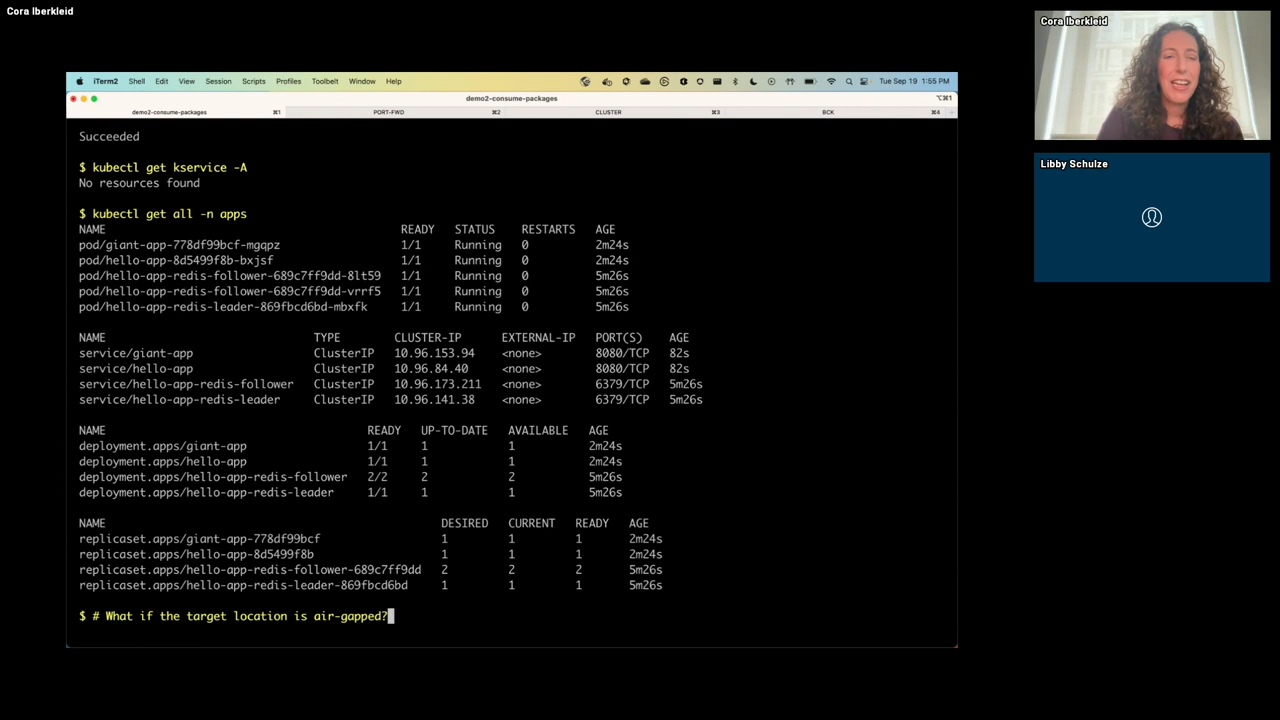 Cora Iberkleid
Cora Iberkleid
Libby Schulze
iTerm2 Shell Edit View Session Scripts Profiles Toolbelt Window Help Tue Sep 19 1:55 PM
demo2-consume-packages ⌥⌘1
demo2-consume-packages ⌘1 PORT-FWD ⌘2 CLUSTER ⌘3 BCK ⌘4
Succeeded
$ kubectl get kservice -A
No resources found
$ kubectl get all -n apps
NAME READY STATUS RESTARTS AGE
pod/giant-app-778df99bcf-mgqpz 1/1 Running 0 2m24s
pod/hello-app-8d5499f8b-bxjsf 1/1 Running 0 2m24s
pod/hello-app-redis-follower-689c7ff9dd-8lt59 1/1 Running 0 5m26s
pod/hello-app-redis-follower-689c7ff9dd-vrrf5 1/1 Running 0 5m26s
pod/hello-app-redis-leader-869fbcd6bd-mbxfk 1/1 Running 0 5m26s
NAME TYPE CLUSTER-IP EXTERNAL-IP PORT(S) AGE
service/giant-app ClusterIP 10.96.153.94 <none> 8080/TCP 82s
service/hello-app ClusterIP 10.96.84.40 <none> 8080/TCP 82s
service/hello-app-redis-follower ClusterIP 10.96.173.211 <none> 6379/TCP 5m26s
service/hello-app-redis-leader ClusterIP 10.96.141.38 <none> 6379/TCP 5m26s
NAME READY UP-TO-DATE AVAILABLE AGE
deployment.apps/giant-app 1/1 1 1 2m24s
deployment.apps/hello-app 1/1 1 1 2m24s
deployment.apps/hello-app-redis-follower 2/2 2 2 5m26s
deployment.apps/hello-app-redis-leader 1/1 1 1 5m26s
NAME DESIRED CURRENT READY AGE
replicaset.apps/giant-app-778df99bcf 1 1 1 2m24s
replicaset.apps/hello-app-8d5499f8b 1 1 1 2m24s
replicaset.apps/hello-app-redis-follower-689c7ff9dd 2 2 2 5m26s
replicaset.apps/hello-app-redis-leader-869fbcd6bd 1 1 1 5m26s
$ # What if the target location is air-gapped?